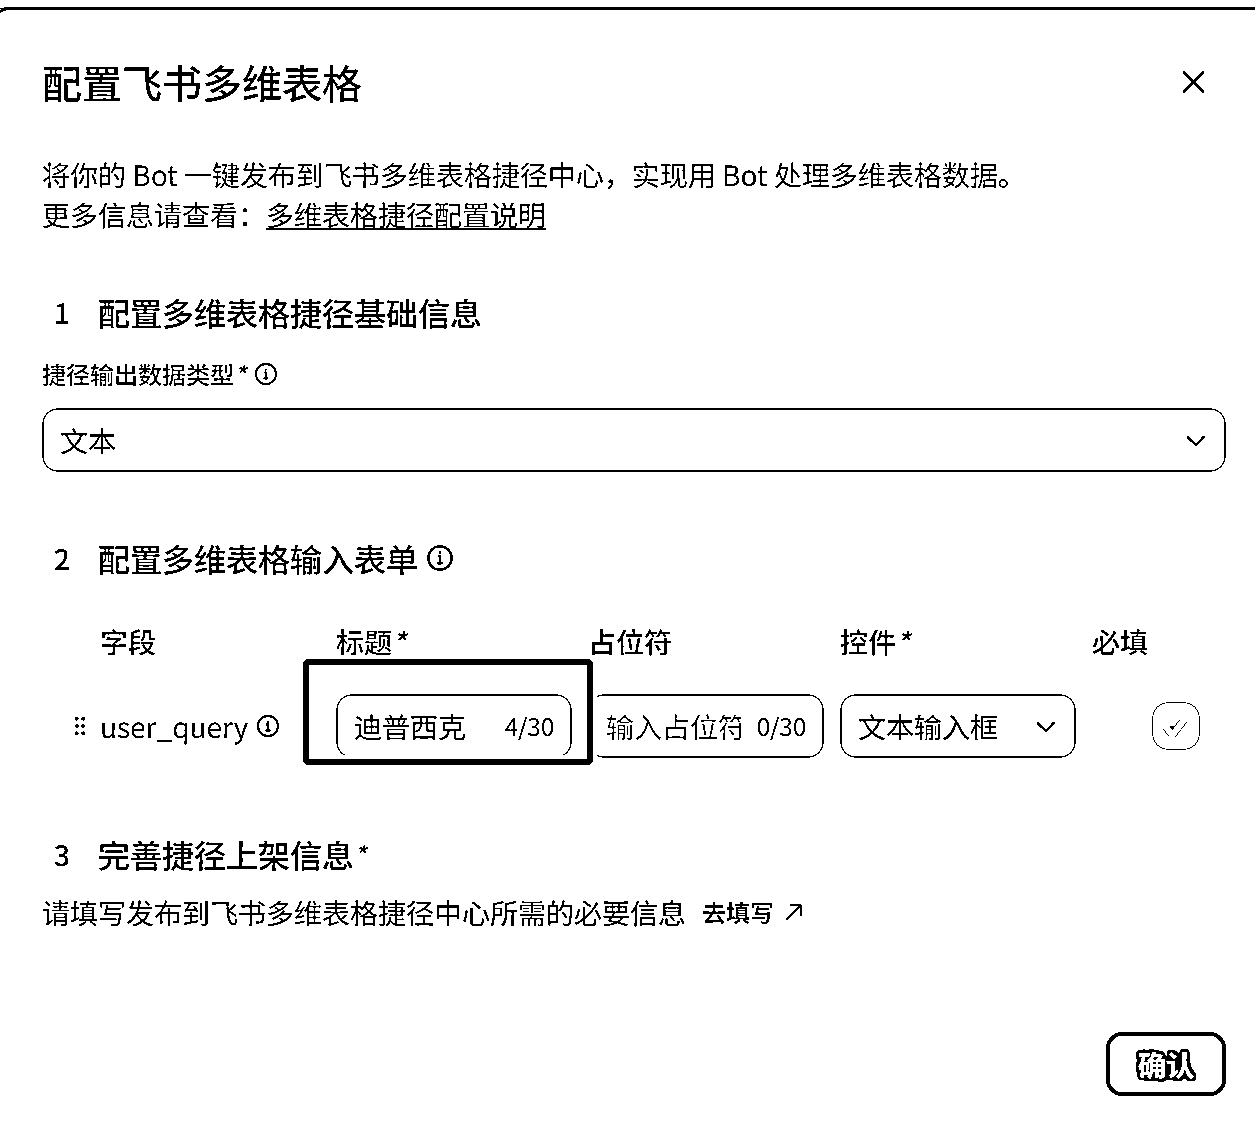 配置飞书多维表格
将你的 Bot 一键发布到飞书多维表格捷径中心，实现用 Bot 处理多维表格数据。
更多信息请查看：多维表格捷径配置说明
1 配置多维表格捷径基础信息
捷径输出数据类型*
文本
2 配置多维表格输入表单
字段 标题* 占位符 控件* 必填
user_query 迪普西克 4/30 输入占位符 0/30 文本输入框
3 完善捷径上架信息*
请填写发布到飞书多维表格捷径中心所需的必要信息 去填写
确认